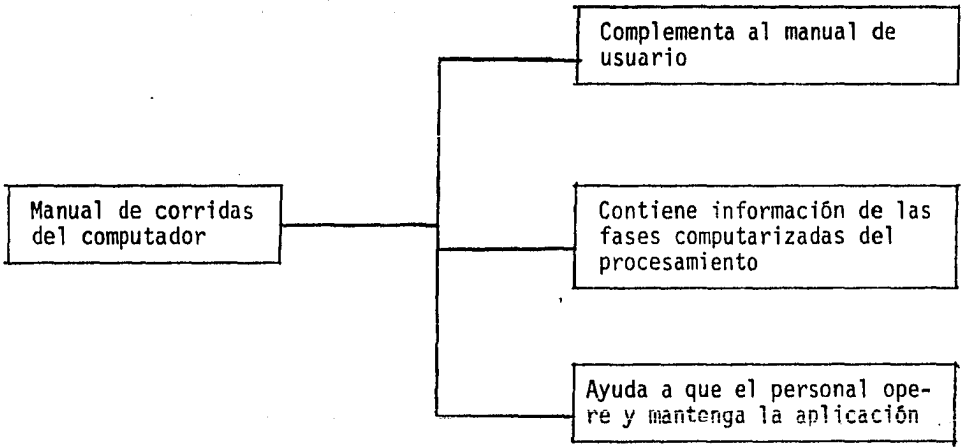 Complementa al manual de
usuario
Manual de corridas
del computador
Contiene información de las
fases computarizadas del
procesamiento
Ayuda a que el personal ope-
re y mantenga la aplicación